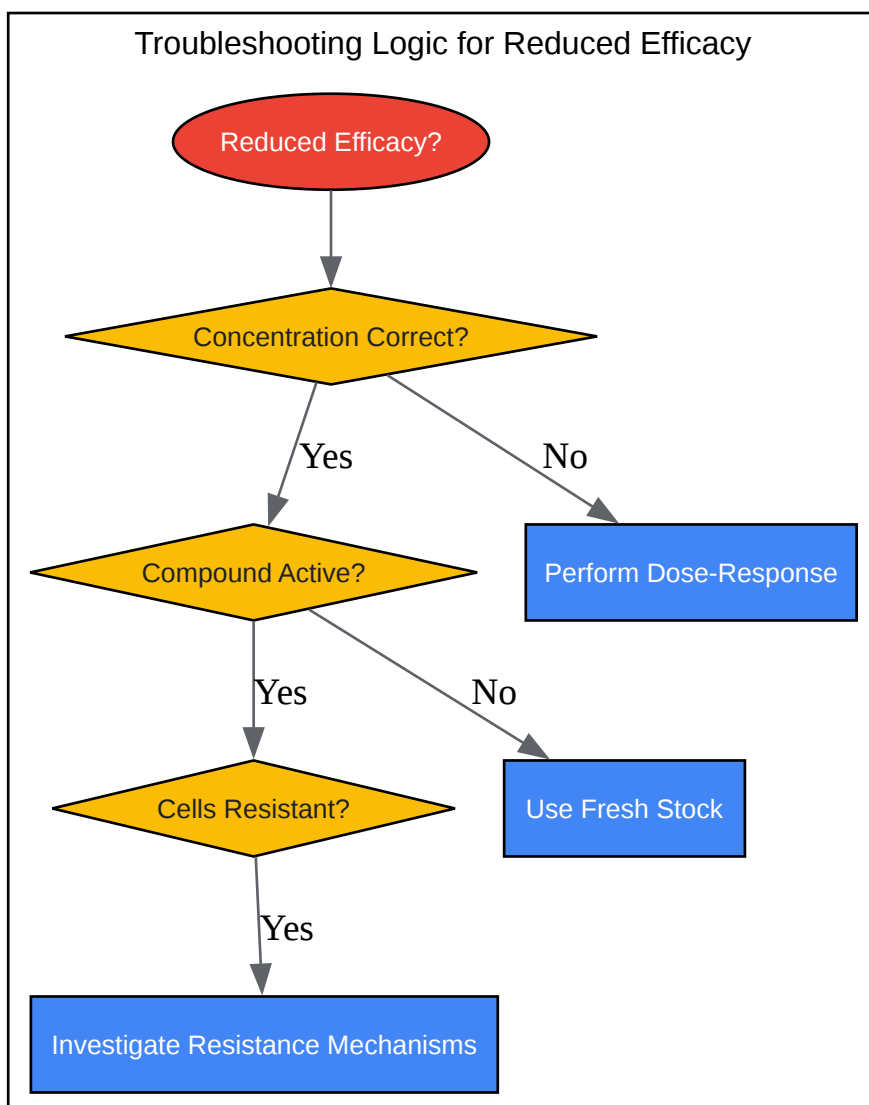 Troubleshooting Logic for Reduced Efficacy
Reduced Efficacy?
Concentration Correct?
Yes
No
Compound Active?
Perform Dose-Response
Yes
No
Cells Resistant?
Use Fresh Stock
Yes
Investigate Resistance Mechanisms